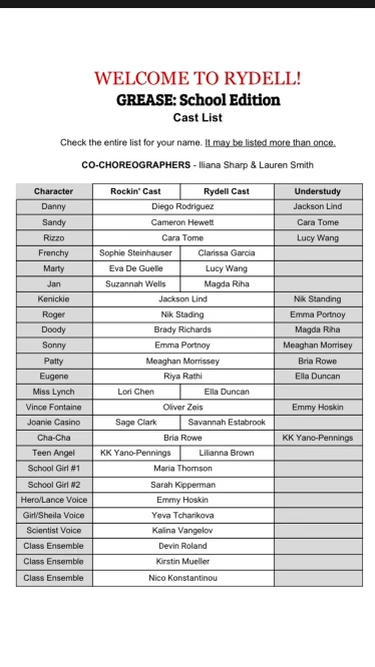 WELCOME TO RYDELL!
GREASE: School Edition
Cast List
Check the entire list for your name. It may be listed more than once.
CO-CHOREOGRAPHERS - Iliana Sharp & Lauren Smith
Character Rockin' Cast Rydell Cast Understudy
Danny Diego Rodriguez Jackson Lind
Sandy Cameron Hewett Cara Tome
Rizzo Cara Tome Lucy Wang
Frenchy Sophie Steinhauser Clarissa Garcia
Marty Eva De Guelle Lucy Wang
Jan Suzannah Wells Magda Riha
Kenickie Jackson Lind Nik Standing
Roger Nik Stading Emma Portnoy
Doody Brady Richards Magda Riha
Sonny Emma Portnoy Meaghan Morrisey
Patty Meaghan Morrissey Bria Rowe
Eugene Riya Rathi Ella Duncan
Miss Lynch Lori Chen Ella Duncan
Vince Fontaine Oliver Zeis Emmy Hoskin
Joanie Casino Sage Clark Savannah Estabrook
Cha-Cha Bria Rowe KK Yano-Pennings
Teen Angel KK Yano-Pennings Lilianna Brown
School Girl #1 Maria Thomson
School Girl #2 Sarah Kipperman
Hero/Lance Voice Emmy Hoskin
Girl/Sheila Voice Yeva Tcharikova
Scientist Voice Kalina Vangelov
Class Ensemble Devin Roland
Class Ensemble Kirstin Mueller
Class Ensemble Nico Konstantinou